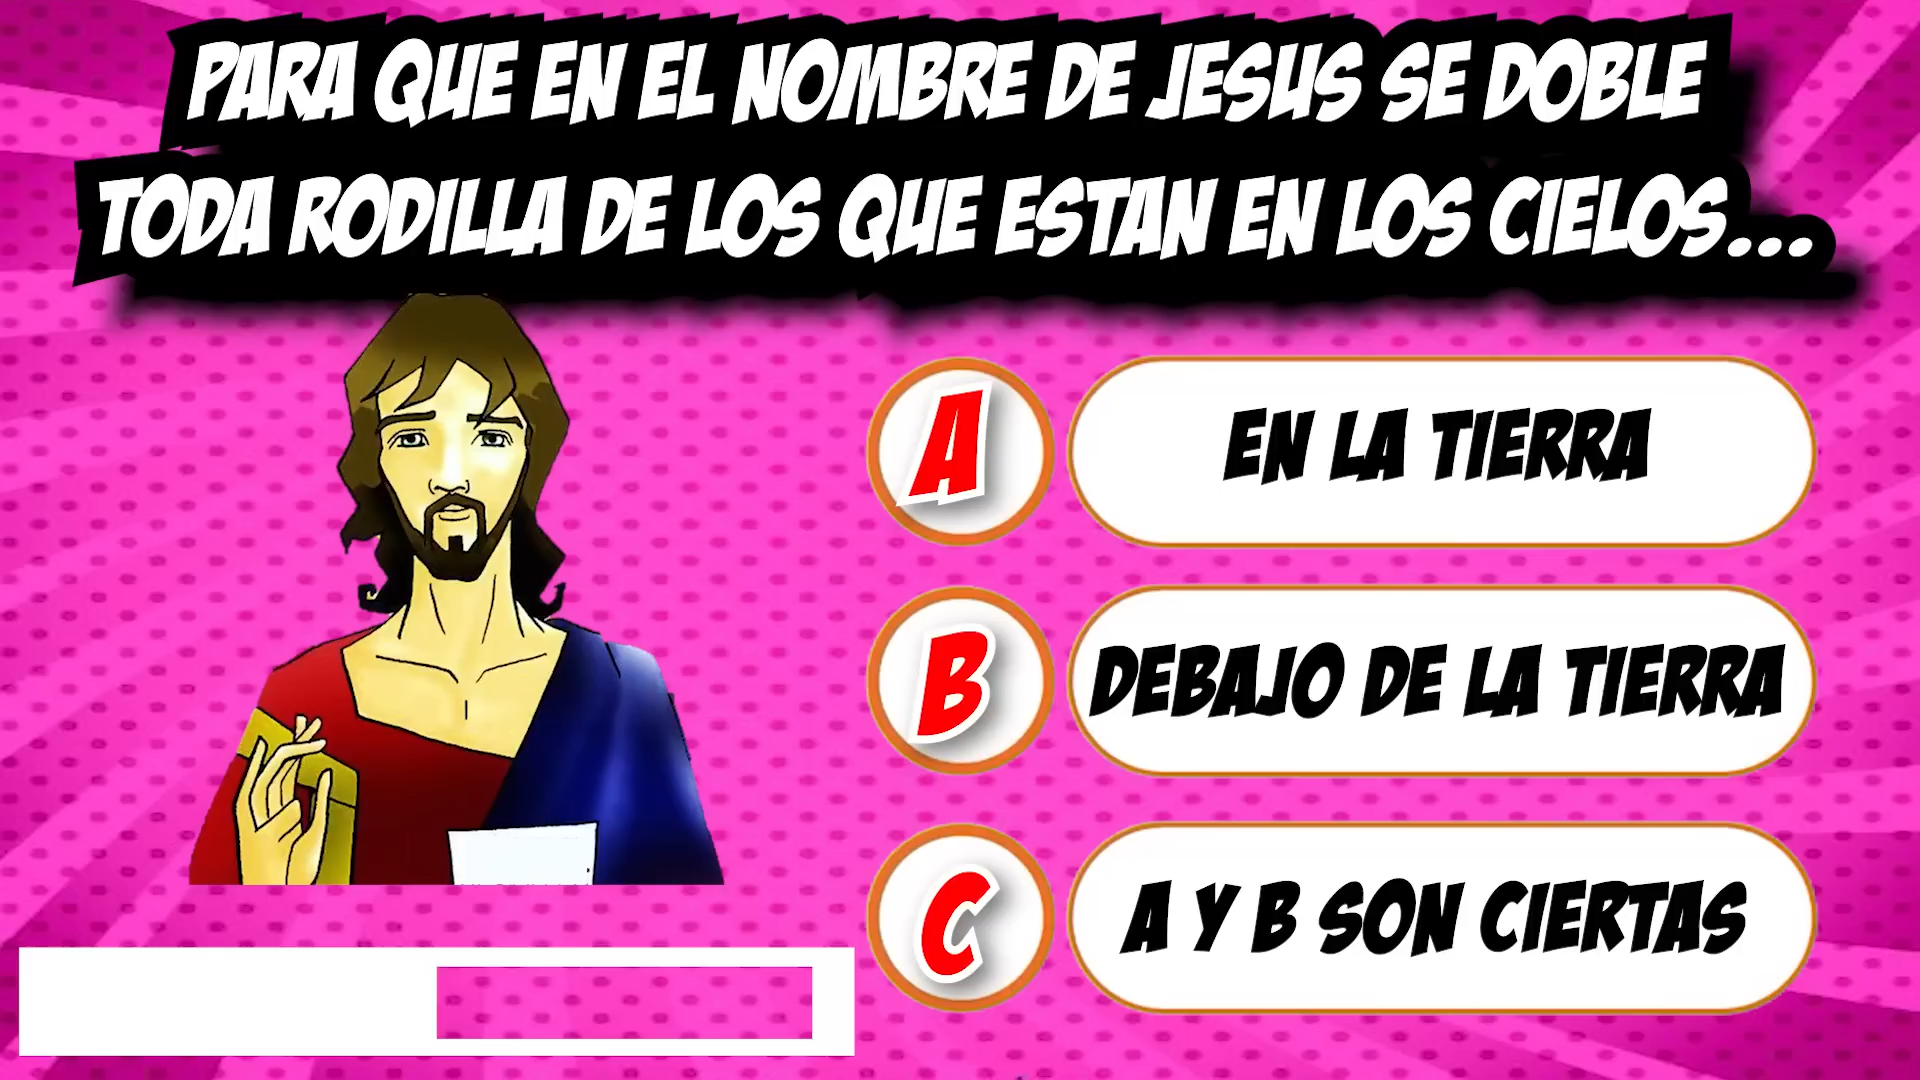 PARA QUE EN EL NOMBRE DE JESUS SE DOBLE
TODA RODILLA DE LOS QUE ESTAN EN LOS CIELOS...
A EN LA TIERRA
B DEBAJO DE LA TIERRA
C A Y B SON CIERTAS